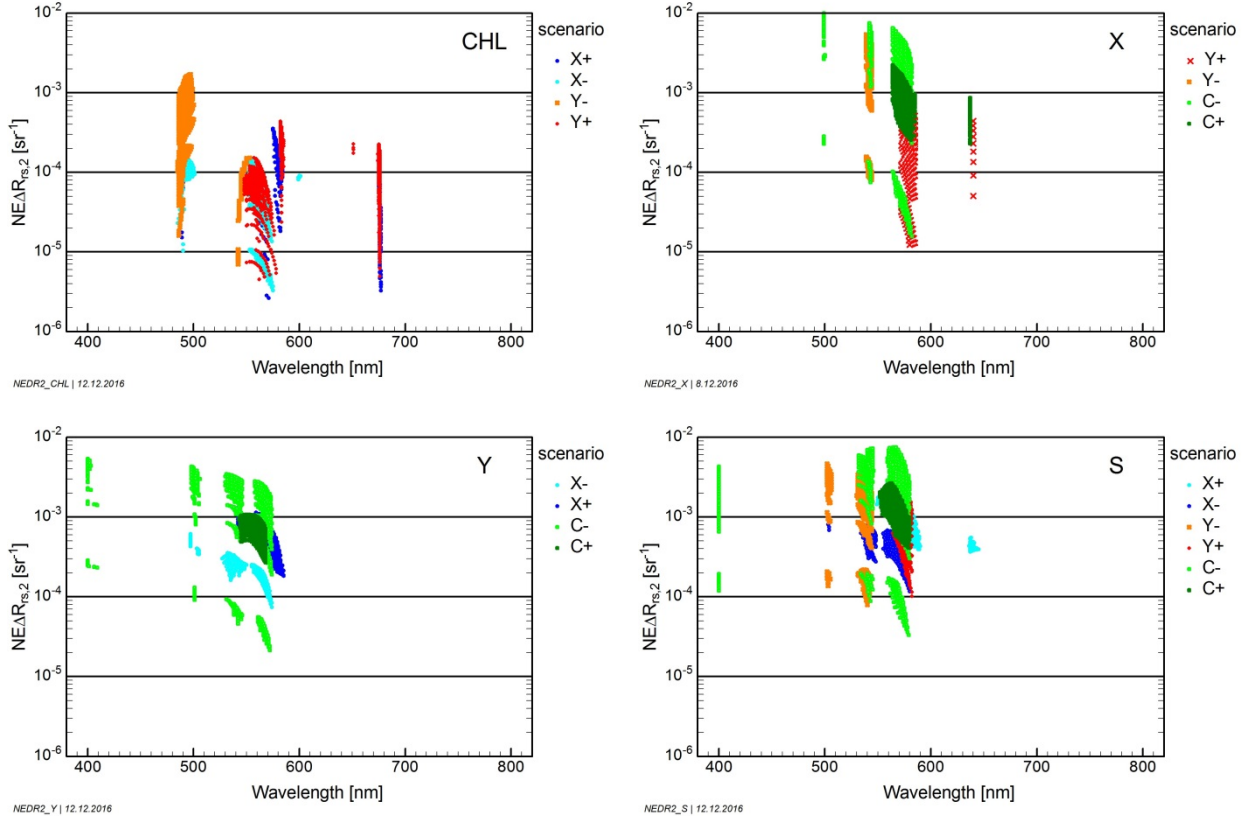 CHL
scenario
X+
X-
Y-
Y+
NEΔRrs,2 [sr-1]
10-2
10-3
10-4
10-5
10-6
400 500 600 700 800
Wavelength [nm]
NEDR2_CHL | 12.12.2016
X
scenario
Y+
Y-
C-
C+
NEΔRrs,2 [sr-1]
10-2
10-3
10-4
10-5
10-6
400 500 600 700 800
Wavelength [nm]
NEDR2_X | 8.12.2016
Y
scenario
X-
X+
C-
C+
NEΔRrs,2 [sr-1]
10-2
10-3
10-4
10-5
10-6
400 500 600 700 800
Wavelength [nm]
NEDR2_Y | 12.12.2016
S
scenario
X+
X-
Y-
Y+
C-
C+
NEΔRrs,2 [sr-1]
10-2
10-3
10-4
10-5
10-6
400 500 600 700 800
Wavelength [nm]
NEDR2_S | 12.12.2016